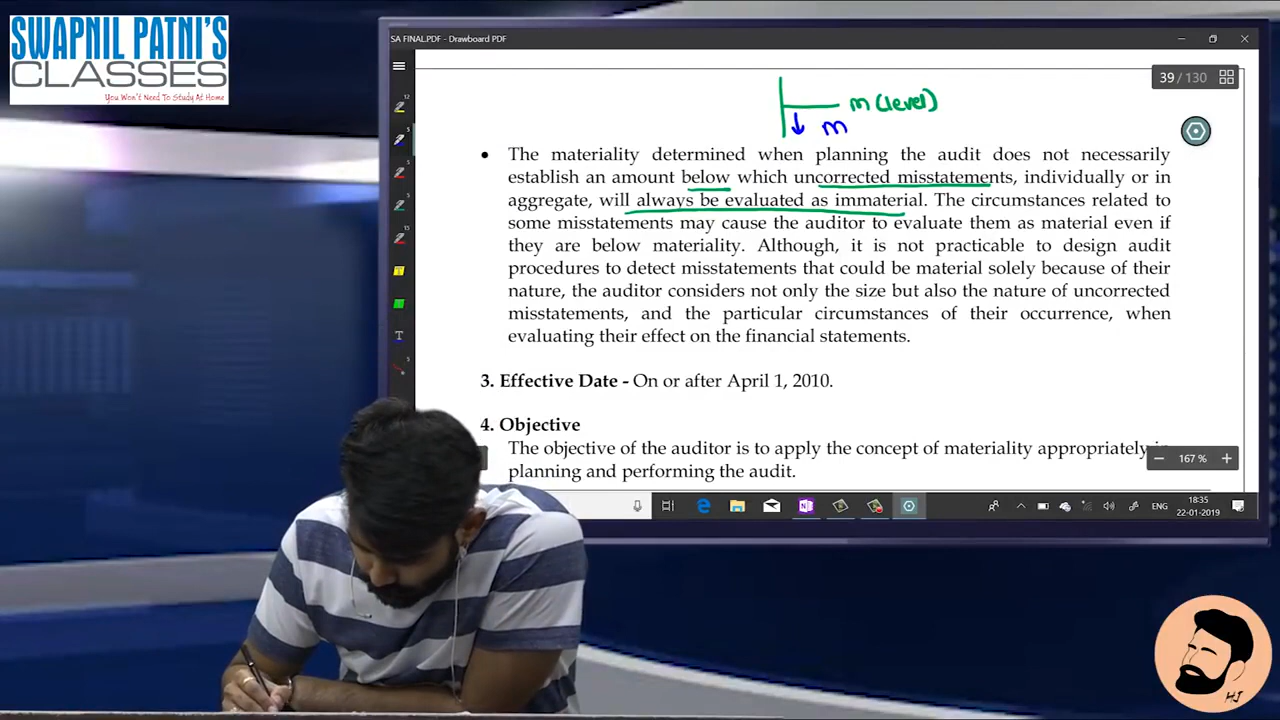 SWAPNIL PATNI'S
CLASSES
You Won't Need To Study At Home
SA FINAL.PDF - Drawboard PDF
39 / 130
m (level)
m
• The materiality determined when planning the audit does not necessarily
establish an amount below which uncorrected misstatements, individually or in
aggregate, will always be evaluated as immaterial. The circumstances related to
some misstatements may cause the auditor to evaluate them as material even if
they are below materiality. Although, it is not practicable to design audit
procedures to detect misstatements that could be material solely because of their
nature, the auditor considers not only the size but also the nature of uncorrected
misstatements, and the particular circumstances of their occurrence, when
evaluating their effect on the financial statements.
3. Effective Date - On or after April 1, 2010.
4. Objective
The objective of the auditor is to apply the concept of materiality appropriately
planning and performing the audit.
167 %
ENG
18:35
22-01-2019
HJ